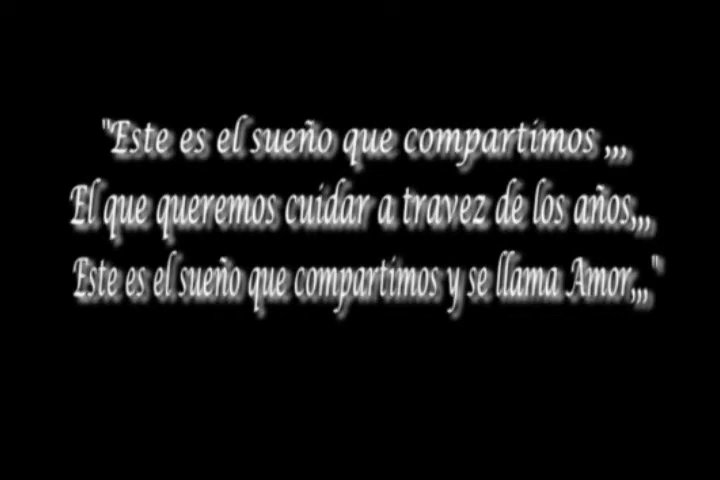 "Este es el sueño que compartimos ,,,
El que queremos cuidar a travez de los años,,,
Este es el sueño que compartimos y se llama Amor,,,"